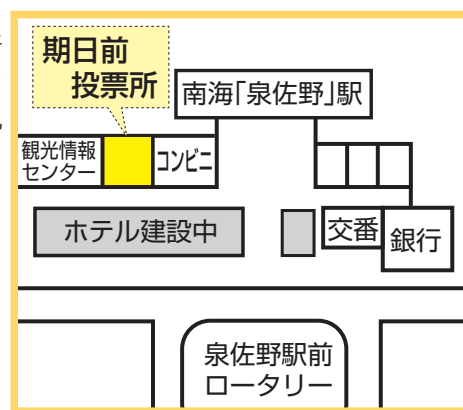 期日前
投票所
南海「泉佐野」駅
観光情報
センター
コンビニ
ホテル建設中
交番
銀行
泉佐野駅前
ロータリー